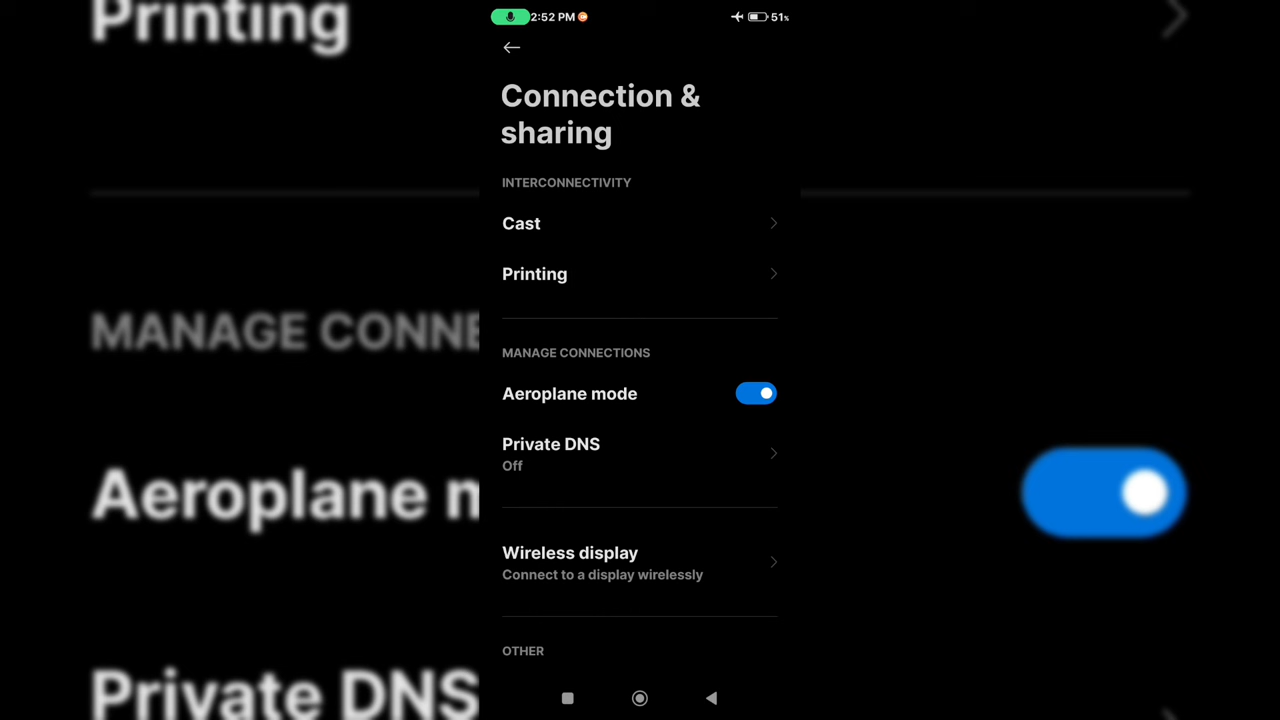 Printing
2:52 PM
51%
Connection &
sharing
INTERCONNECTIVITY
Cast
Printing
MANAGE CONNE
MANAGE CONNECTIONS
Aeroplane mode
Aeroplane m
Private DNS
Off
Wireless display
Connect to a display wirelessly
OTHER
Private DNS